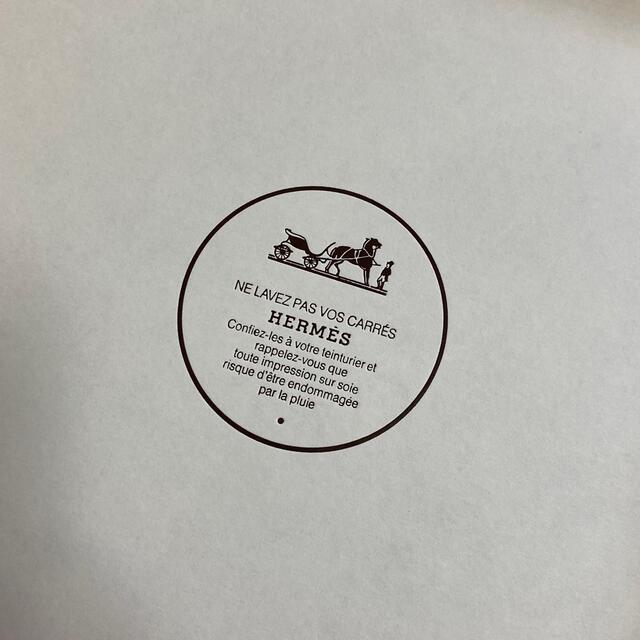 NE LAVEZ PAS VOS CARRÉS
HERMÈS
Confiez-les à votre teinturier et
rappelez-vous que
toute impression sur soie
risque d'être endommagée
par la pluie